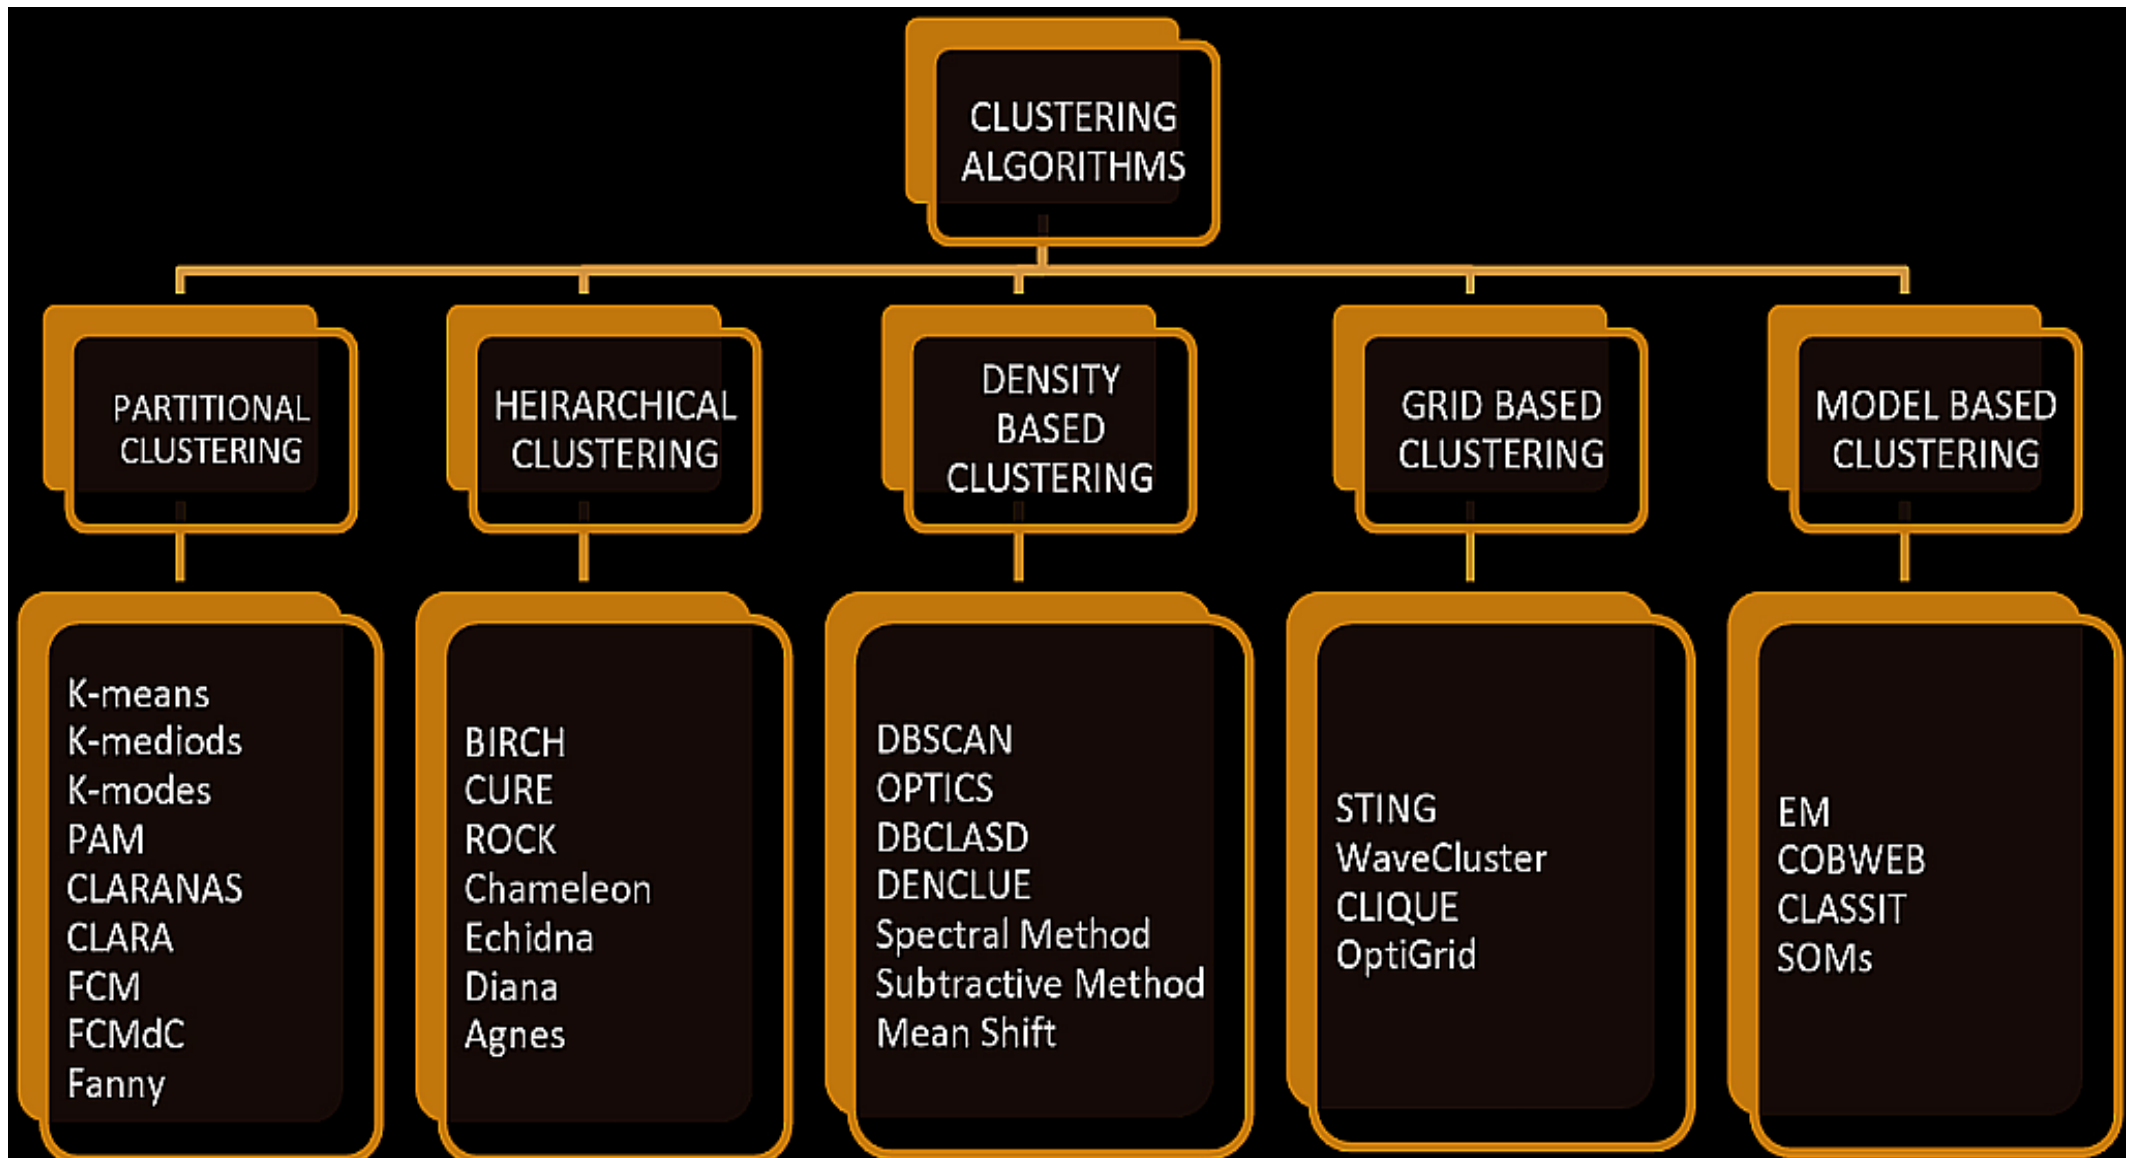 CLUSTERING
ALGORITHMS
PARTITIONAL
CLUSTERING
HEIRARCHICAL
CLUSTERING
DENSITY
BASED
CLUSTERING
GRID BASED
CLUSTERING
MODEL BASED
CLUSTERING
K-means
K-mediods
K-modes
PAM
CLARANAS
CLARA
FCM
FCMdC
Fanny
BIRCH
CURE
ROCK
Chameleon
Echidna
Diana
Agnes
DBSCAN
OPTICS
DBCLASD
DENCLUE
Spectral Method
Subtractive Method
Mean Shift
STING
WaveCluster
CLIQUE
OptiGrid
EM
COBWEB
CLASSIT
SOMs